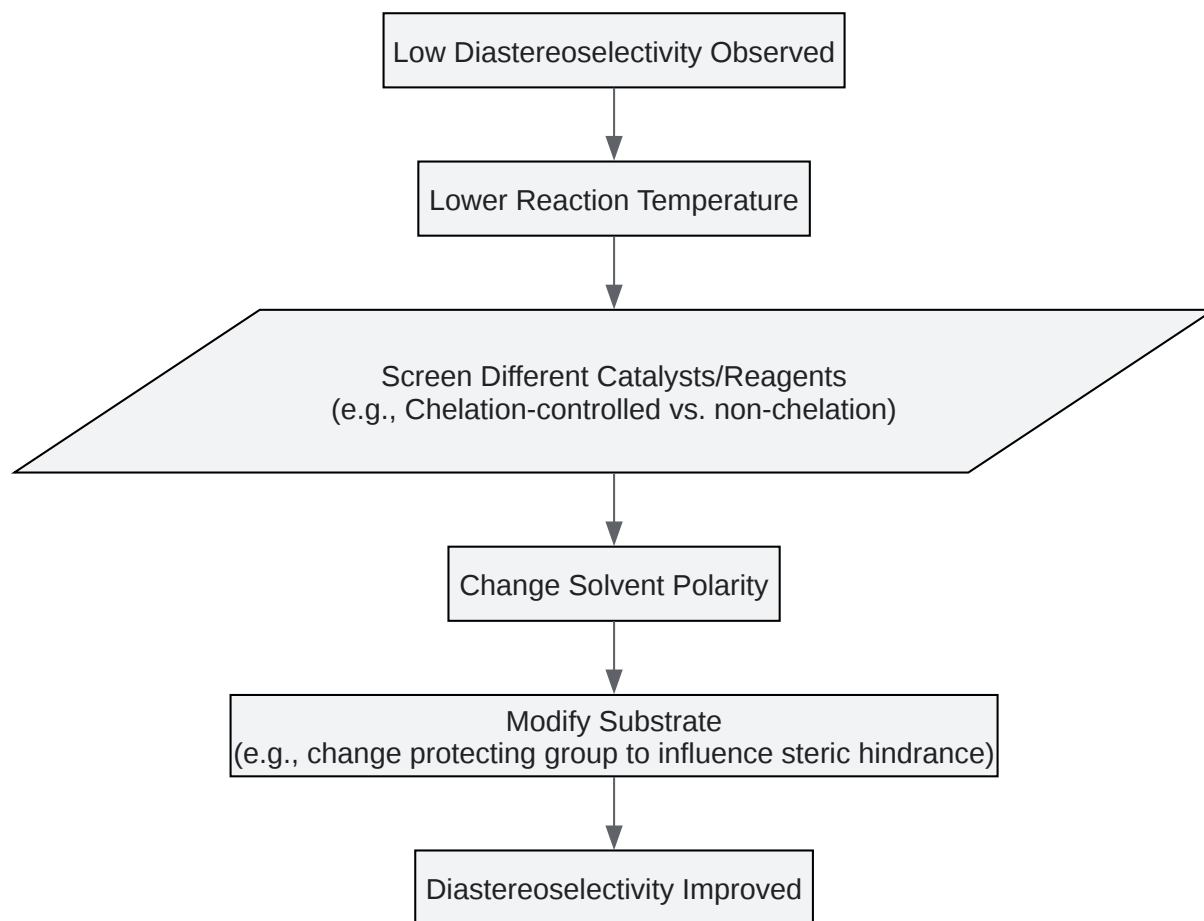 Low Diastereoselectivity Observed
Lower Reaction Temperature
Screen Different Catalysts/Reagents
(e.g., Chelation-controlled vs. non-chelation)
Change Solvent Polarity
Modify Substrate
(e.g., change protecting group to influence steric hindrance)
Diastereoselectivity Improved